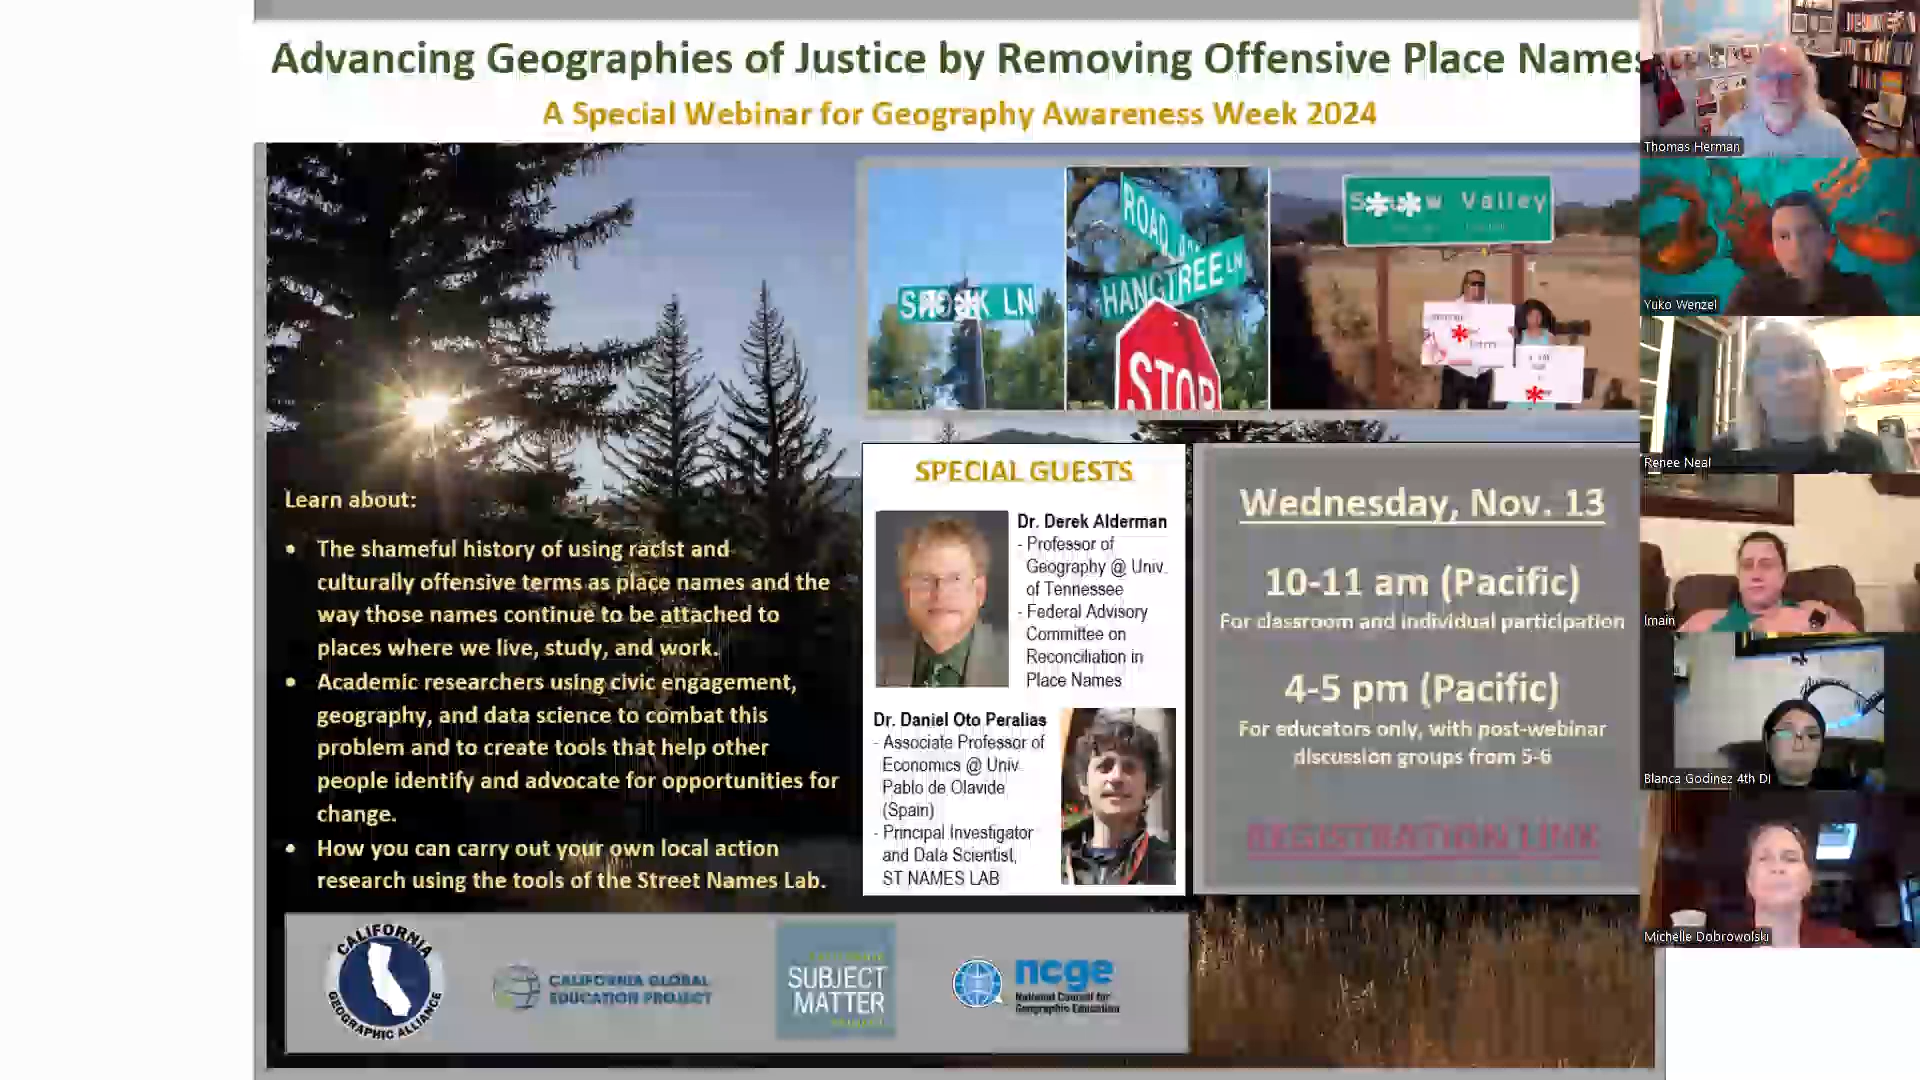 Advancing Geographies of Justice by Removing Offensive Place Names
A Special Webinar for Geography Awareness Week 2024
ROAD
HANGTREE LN
STOP
LN
S**w Valley
Learn about:
• The shameful history of using racist and
culturally offensive terms as place names and the
way those names continue to be attached to
places where we live, study, and work.
• Academic researchers using civic engagement,
geography, and data science to combat this
problem and to create tools that help other
people identify and advocate for opportunities for
change.
• How you can carry out your own local action
research using the tools of the Street Names Lab.
SPECIAL GUESTS
Dr. Derek Alderman
- Professor of
Geography @ Univ.
of Tennessee
- Federal Advisory
Committee on
Reconciliation in
Place Names
Dr. Daniel Oto Peralias
- Associate Professor of
Economics @ Univ.
Pablo de Olavide
(Spain)
- Principal Investigator
and Data Scientist,
ST NAMES LAB
Wednesday, Nov. 13
10-11 am (Pacific)
For classroom and individual participation
4-5 pm (Pacific)
For educators only, with post-webinar
discussion groups from 5-6
REGISTRATION LINK
CALIFORNIA
GEOGRAPHIC ALLIANCE
CALIFORNIA GLOBAL
EDUCATION PROJECT
SUBJECT
MATTER
ncge
National Council for
Geographic Education
Thomas Herman
Yuko Wenzel
Renee Neal
lmain
Blanca Godinez 4th DI
Michelle Dobrowolski